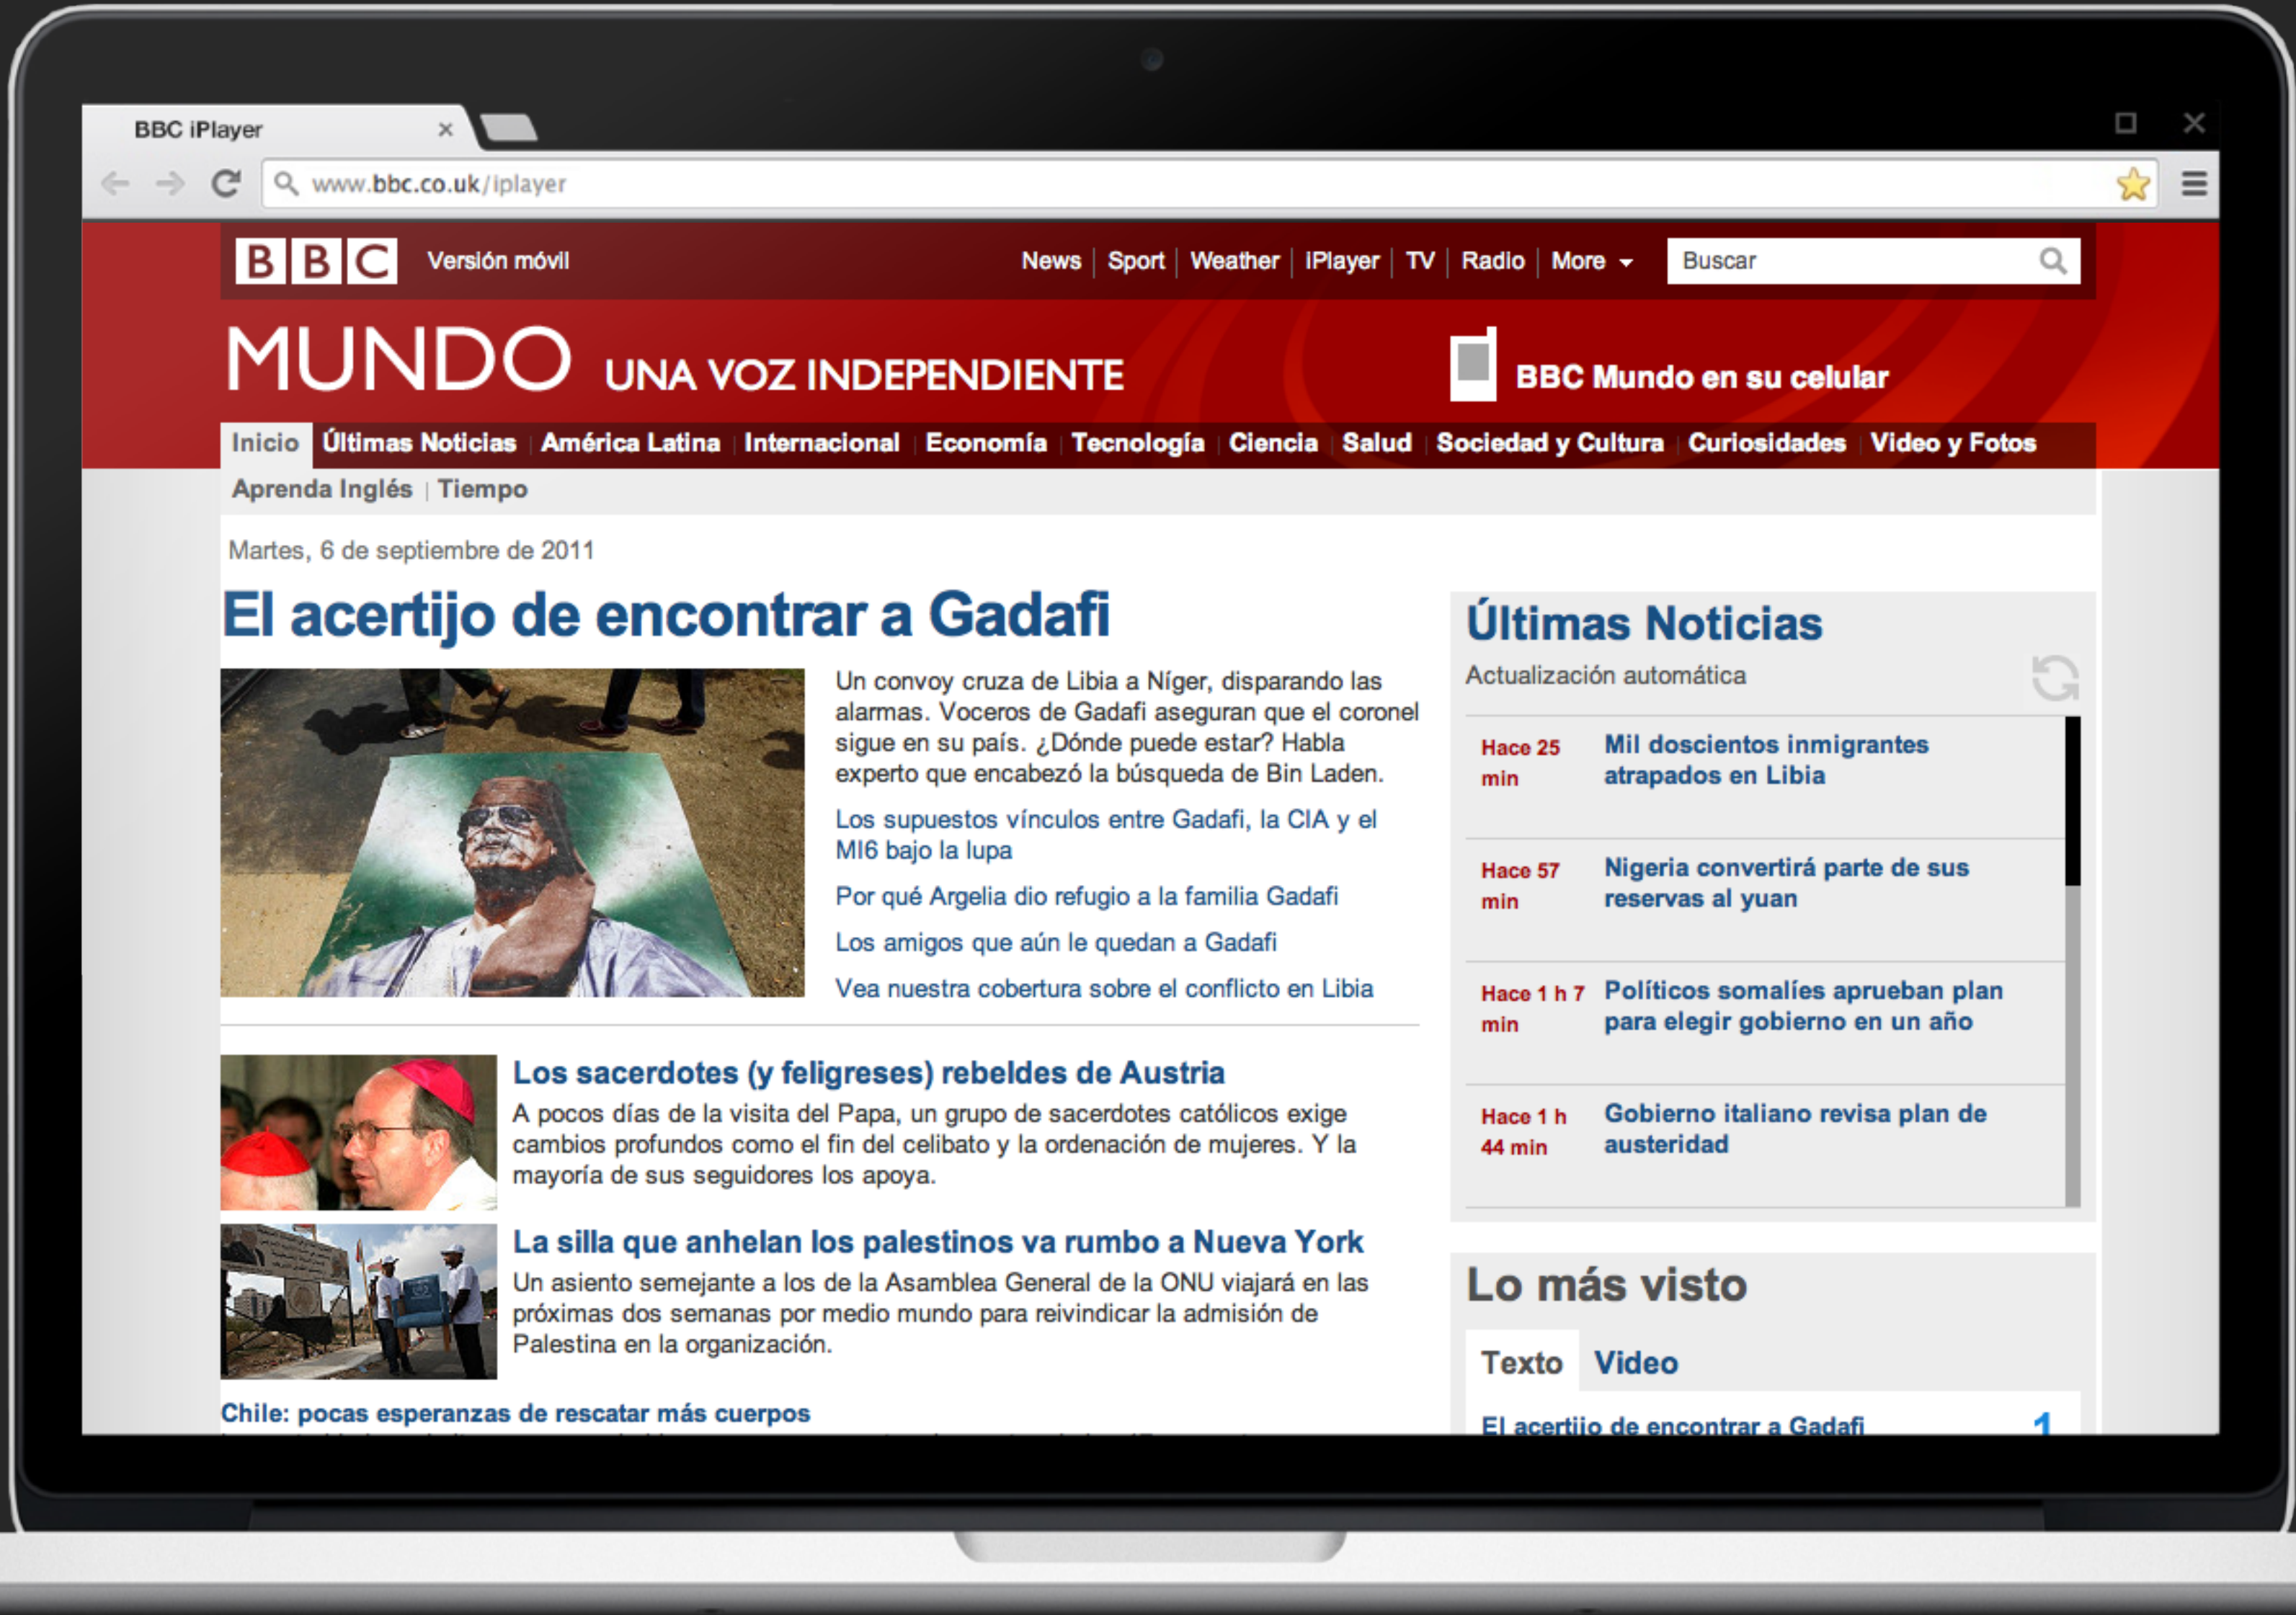 BBC iPlayer
www.bbc.co.uk/iplayer
BBC Versión móvil News Sport Weather iPlayer TV Radio More Buscar
MUNDO UNA VOZ INDEPENDIENTE
BBC Mundo en su celular
Inicio Últimas Noticias América Latina Internacional Economía Tecnología Ciencia Salud Sociedad y Cultura Curiosidades Video y Fotos
Aprenda Inglés Tiempo
Martes, 6 de septiembre de 2011
El acertijo de encontrar a Gadafi
Un convoy cruza de Libia a Níger, disparando las
alarmas. Voceros de Gadafi aseguran que el coronel
sigue en su país. ¿Dónde puede estar? Habla
experto que encabezó la búsqueda de Bin Laden.
Los supuestos vínculos entre Gadafi, la CIA y el
MI6 bajo la lupa
Por qué Argelia dio refugio a la familia Gadafi
Los amigos que aún le quedan a Gadafi
Vea nuestra cobertura sobre el conflicto en Libia
Los sacerdotes (y feligreses) rebeldes de Austria
A pocos días de la visita del Papa, un grupo de sacerdotes católicos exige
cambios profundos como el fin del celibato y la ordenación de mujeres. Y la
mayoría de sus seguidores los apoya.
La silla que anhelan los palestinos va rumbo a Nueva York
Un asiento semejante a los de la Asamblea General de la ONU viajará en las
próximas dos semanas por medio mundo para reivindicar la admisión de
Palestina en la organización.
Chile: pocas esperanzas de rescatar más cuerpos
Últimas Noticias
Actualización automática
Hace 25
min
Mil doscientos inmigrantes
atrapados en Libia
Hace 57
min
Nigeria convertirá parte de sus
reservas al yuan
Hace 1 h 7
min
Políticos somalíes aprueban plan
para elegir gobierno en un año
Hace 1 h
44 min
Gobierno italiano revisa plan de
austeridad
Lo más visto
Texto Video
El acertijo de encontrar a Gadafi 1